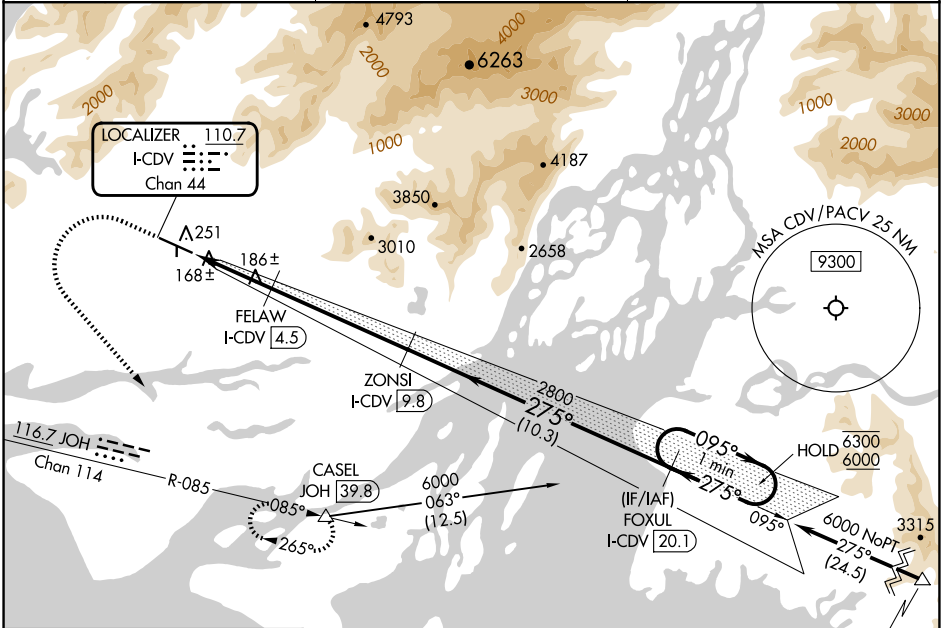 4793
4000
2000
6263
2000
3000
1000
3000
2000
1000
LOCALIZER 110.7
I-CDV
Chan 44
4187
3850
3010
2658
251
168±
186±
MSA CDV/PACV 25 NM
9300
FELAW
I-CDV 4.5
ZONSI
I-CDV 9.8
2800
275°
(10.3)
095°
1 min
275°
HOLD 6300
6000
095°
(IF/IAF)
FOXUL
I-CDV 20.1
6000 NoPT
275°
(24.5)
3315
116.7 JOH
Chan 114
R-085
085°
265°
CASEL
JOH 39.8
6000
063°
(12.5)
N